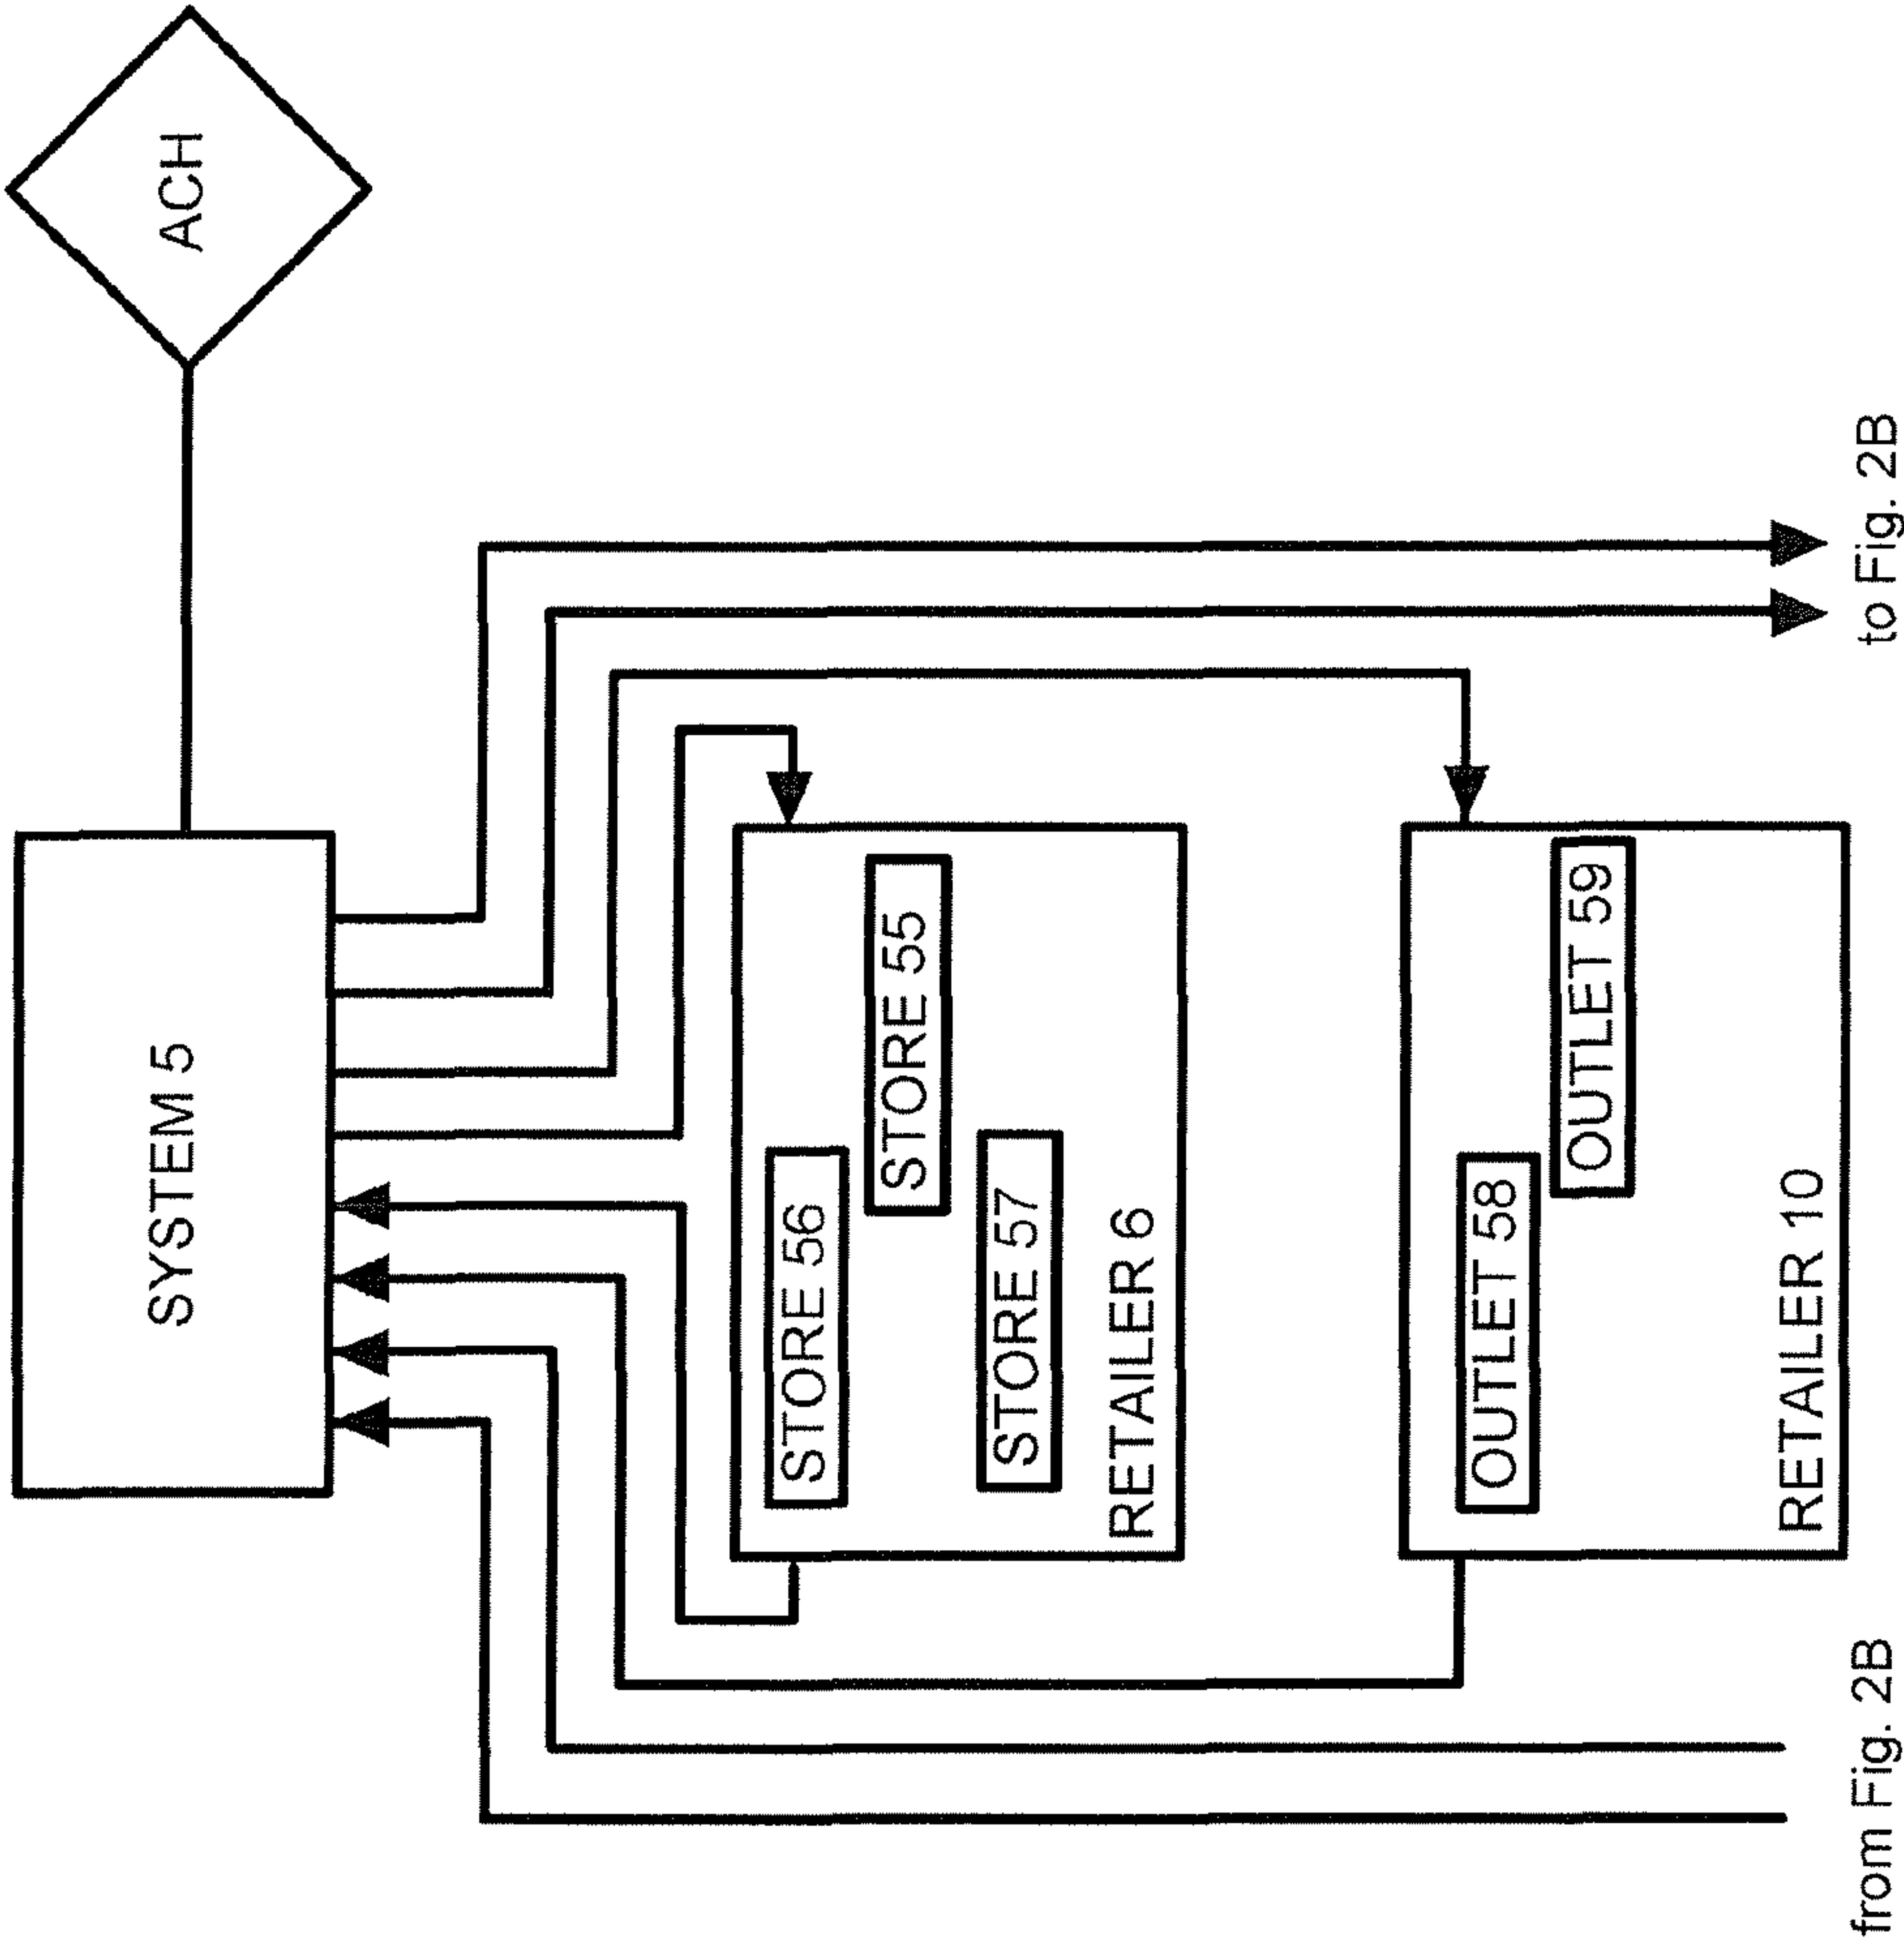 ACH
SYSTEM 5
STORE 56
STORE 55
STORE 57
RETAILER 6
OUTLET 58
OUTLET 59
RETAILER 10
from Fig. 2B
to Fig. 2B